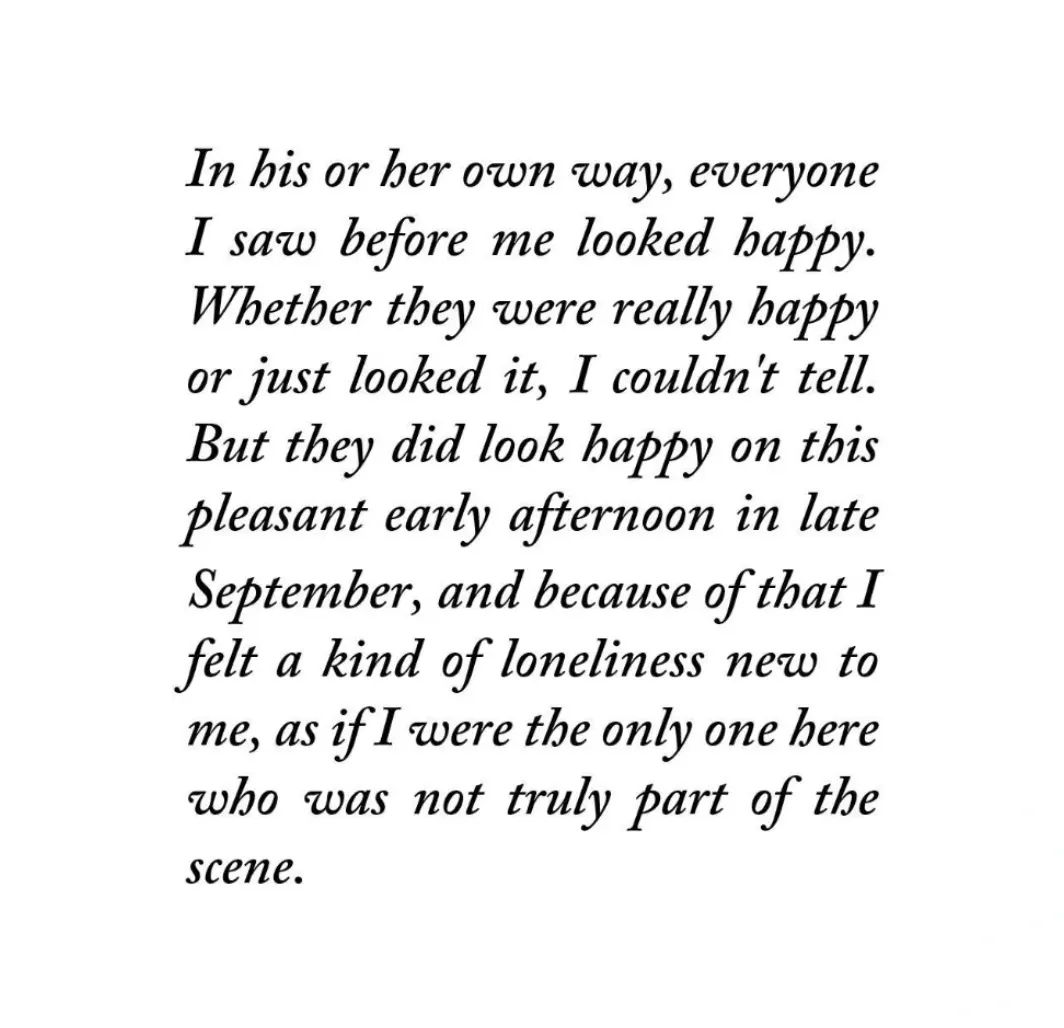 In his or her own way, everyone
I saw before me looked happy.
Whether they were really happy
or just looked it, I couldn't tell.
But they did look happy on this
pleasant early afternoon in late
September, and because of that I
felt a kind of loneliness new to
me, as if I were the only one here
who was not truly part of the
scene.